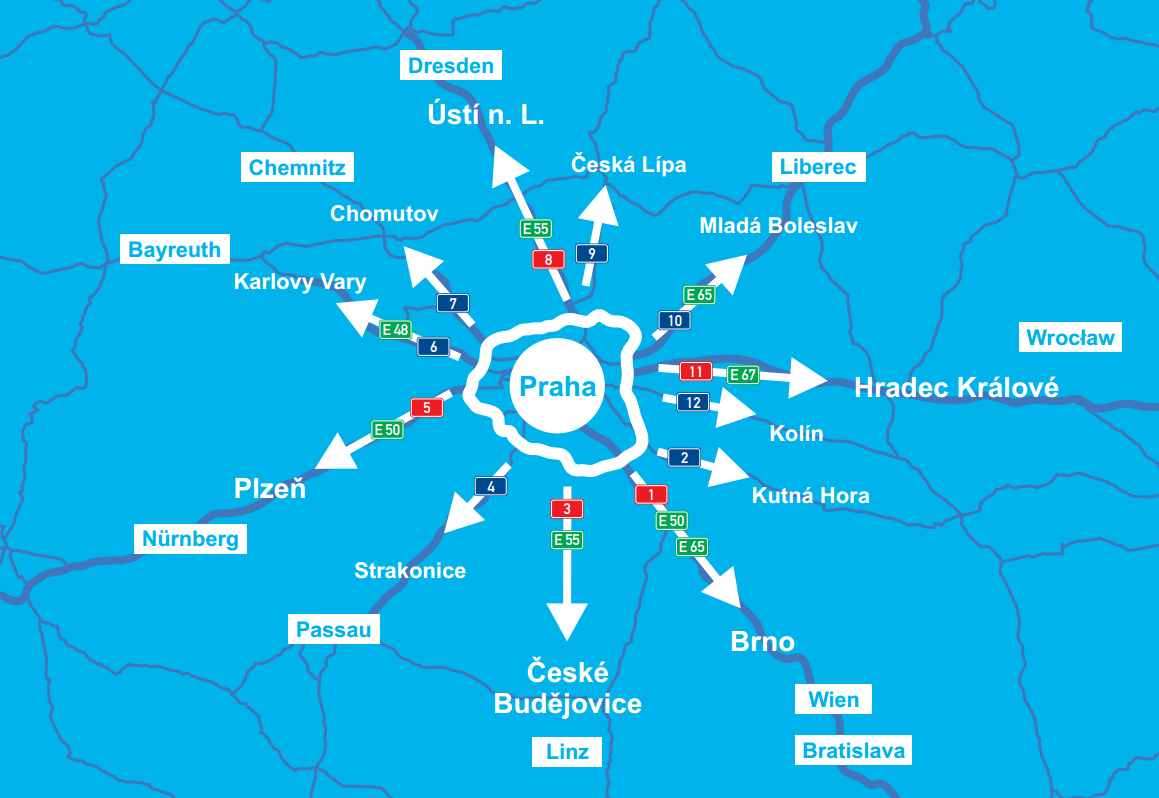 Dresden
Ústí n. L.
Chemnitz
Česká Lípa
Liberec
Chomutov
Mladá Boleslav
E 55
Bayreuth
8
9
Karlovy Vary
E 65
7
10
E 48
6
Wrocław
11
E 67
Praha
Hradec Králové
5
12
E 50
Kolín
2
Plzeň
4
1
Kutná Hora
3
E 50
Nürnberg
E 55
E 65
Strakonice
Passau
Brno
České
Budějovice
Wien
Linz
Bratislava